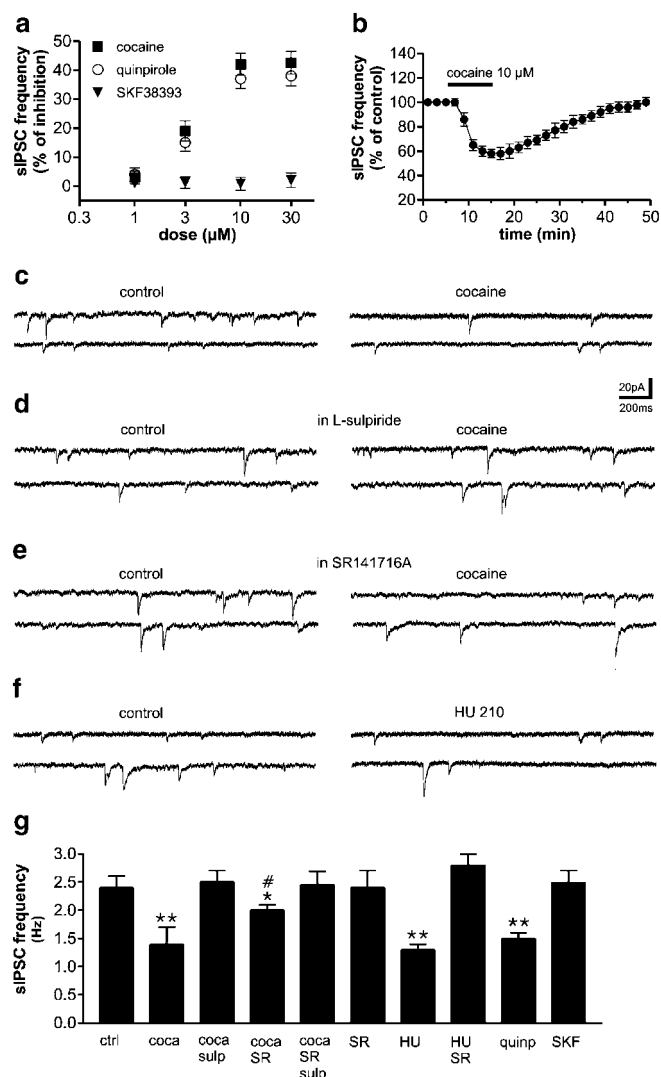 a
sIPSC frequency
(% of inhibition)
50
40
30
20
10
0
cocaine
quinpirole
SKF38393
0.3
1
3
10
30
dose (μM)
b
sIPSC frequency
(% of control)
140
120
100
80
60
40
20
cocaine 10 μM
0
10
20
30
40
50
time (min)
c
control
cocaine
20pA
200ms
d
in L-sulpiride
control
cocaine
e
in SR141716A
control
cocaine
f
control
HU 210
g
sIPSC frequency
(Hz)
3.0
2.5
2.0
1.5
1.0
0.5
0.0
**
#
*
**
**
ctrl
coca
coca
sulp
coca
SR
coca
SR
sulp
SR
HU
HU
SR
quinp
SKF